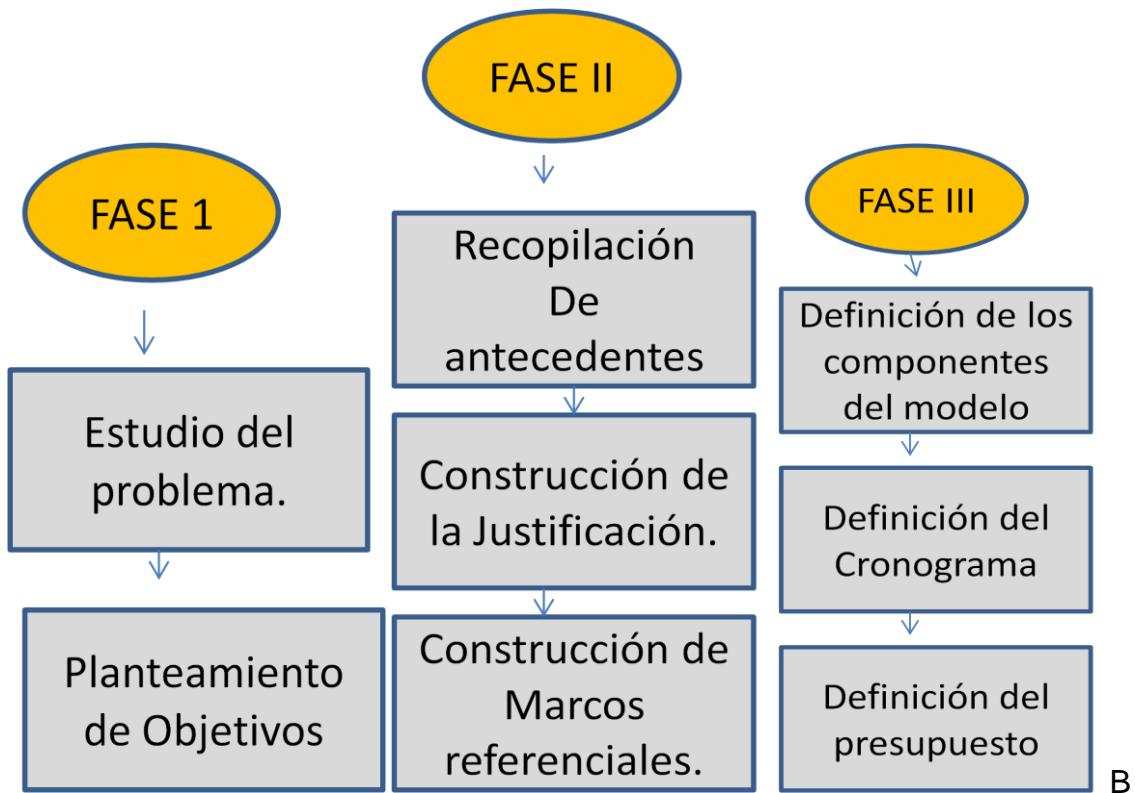 FASE 1
Estudio del
problema.
Planteamiento
de Objetivos
FASE II
Recopilación
De
antecedentes
Construcción de
la Justificación.
Construcción de
Marcos
referenciales.
FASE III
Definición de los
componentes
del modelo
Definición del
Cronograma
Definición del
presupuesto
B